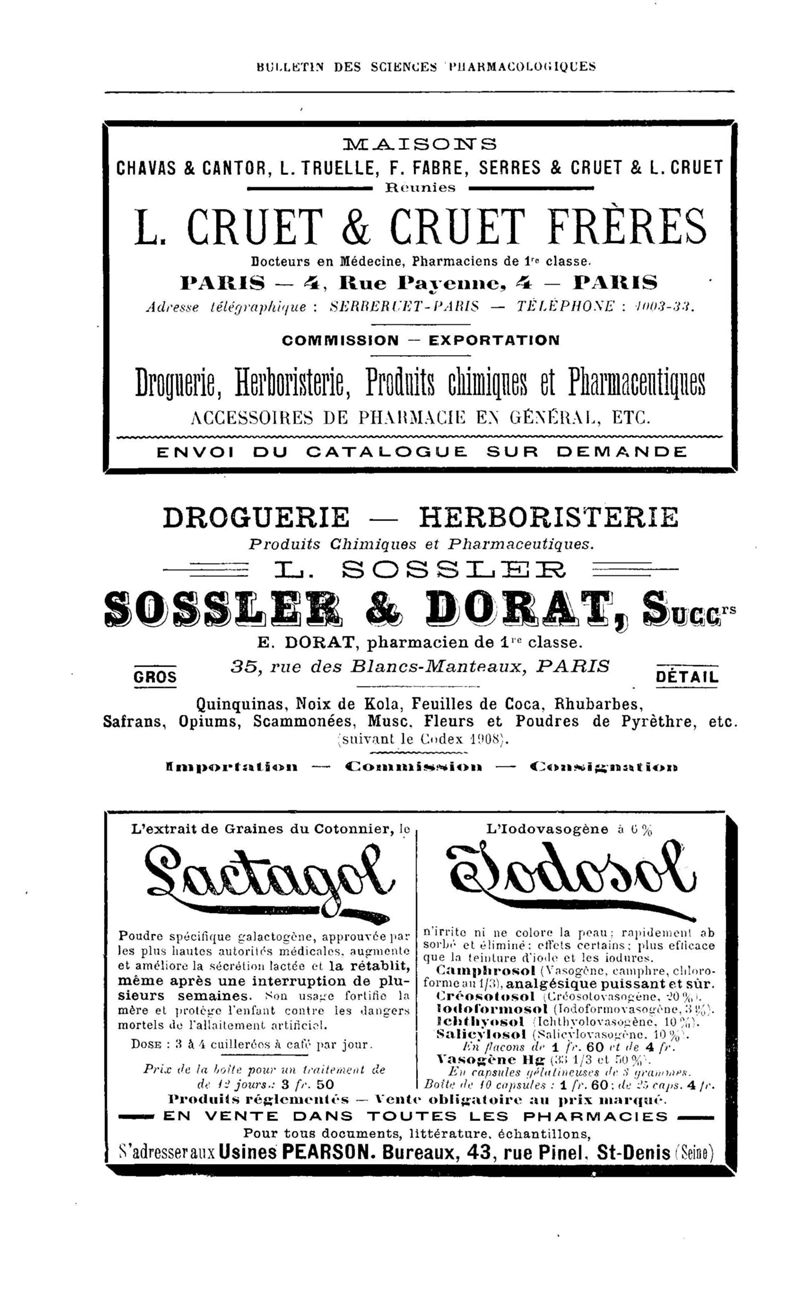 BULLETIN DES SCIENCES PHARMACOLOGIQUES
MAISONS
CHAVAS & CANTOR, L. TRUELLE, F. FABRE, SERRES & CRUET & L. CRUET
Réunies
L. CRUET & CRUET FRÈRES
Docteurs en Médecine, Pharmaciens de 1re classe.
PARIS — 4, Rue Payenne, 4 — PARIS
Adresse télégraphique : SERRERCET-PARIS — TÉLÉPHONE : 1003-33.
COMMISSION — EXPORTATION
Droguerie, Herboristerie, Produits chimiques et Pharmaceutiques
ACCESSOIRES DE PHARMACIE EN GÉNÉRAL, ETC.
ENVOI DU CATALOGUE SUR DEMANDE
DROGUERIE — HERBORISTERIE
Produits Chimiques et Pharmaceutiques.
L. SOSSLER
SOSSLER & DORAT, Succrs
E. DORAT, pharmacien de 1re classe.
35, rue des Blancs-Manteaux, PARIS
GROS
DÉTAIL
Quinquinas, Noix de Kola, Feuilles de Coca, Rhubarbes,
Safrans, Opiums, Scammonées, Musc, Fleurs et Poudres de Pyrèthre, etc.
(suivant le Codex 1908).
Importation — Commission — Consignation
L'extrait de Graines du Cotonnier, le
Lactagol
Poudre spécifique galactogène, approuvée par
les plus hautes autorités médicales, augmente
et améliore la sécrétion lactée et la rétablit,
même après une interruption de plu-
sieurs semaines. Son usage fortifie la
mère et protège l'enfant contre les dangers
mortels de l'allaitement artificiel.
DOSE : 3 à 4 cuillerées à café par jour.
Prix de la boîte pour un traitement de
de 12 jours.: 3 fr. 50
L'Iodovasogène à 6 %
Iodosol
n'irrite ni ne colore la peau; rapidement ab
sorbé et éliminé; effets certains; plus efficace
que la teinture d'iode et les iodures.
Camphrosol (Vasogène, camphre, chloro-
forme au 1/3), analgésique puissant et sûr.
Créosotosol (Créosotovasogène, 20 %).
Iodoformosol (Iodoformovasogène, 3 %).
Ichthyosol (Ichthyolovasogène, 10 %).
Salicylosol (Salicylovasogène, 10 %).
En flacons de 1 fr. 60 et de 4 fr.
Vasogène Hg (33 1/3 et 50 %).
En capsules gélatineuses de 3 grammes.
Boîte de 10 capsules : 1 fr. 60; de 25 caps. 4 fr.
Produits réglementés — Vente obligatoire au prix marqué.
EN VENTE DANS TOUTES LES PHARMACIES
Pour tous documents, littérature, échantillons,
S'adresser aux Usines PEARSON. Bureaux, 43, rue Pinel, St-Denis (Seine)